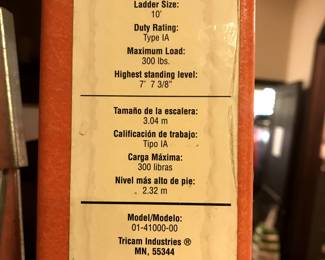 Ladder Size:
10'
Duty Rating:
Type IA
Maximum Load:
300 lbs.
Highest standing level:
7' 7 3/8"
Tamaño de la escalera:
3.04 m
Calificación de trabajo:
Tipo IA
Carga Máxima:
300 libras
Nivel más alto de pie:
2.32 m
Model/Modelo:
01-41000-00
Tricam Industries ®
MN, 55344